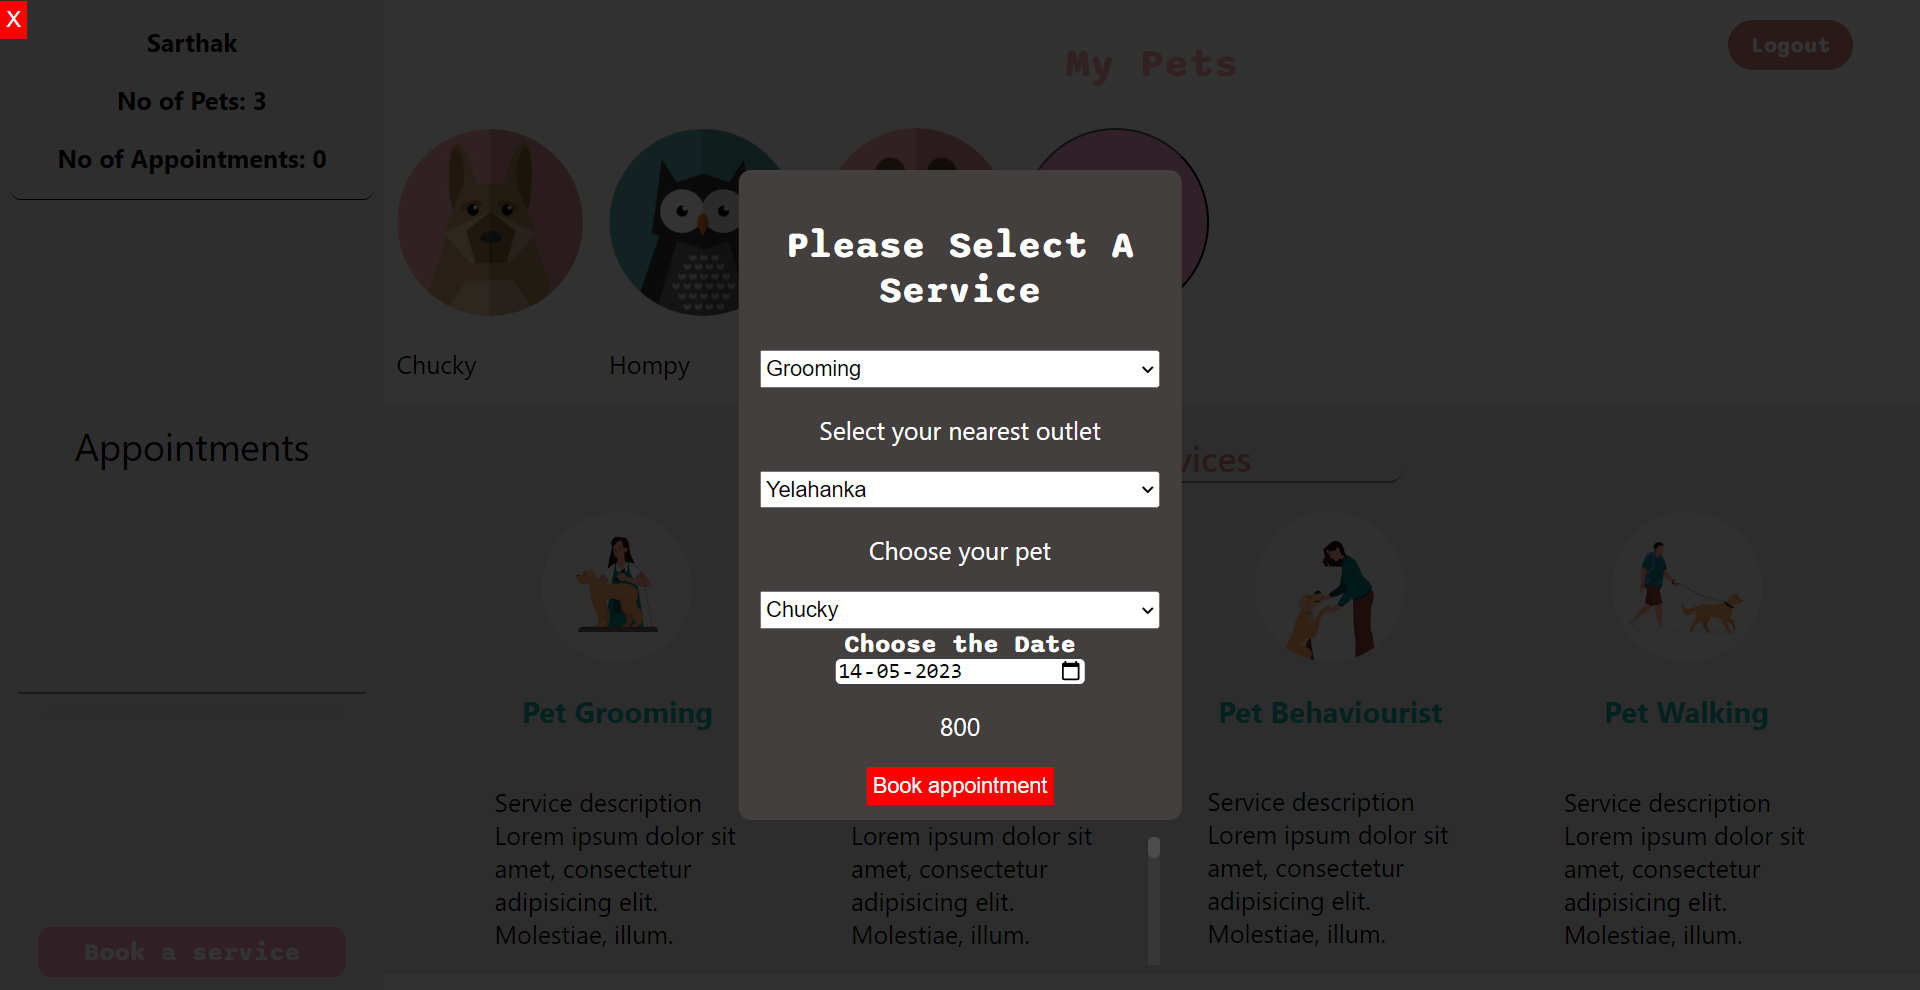 X
Sarthak
No of Pets: 3
No of Appointments: 0
Appointments
Book a service
My Pets
Logout
Chucky
Hompy
Please Select A
Service
Grooming
Select your nearest outlet
Yelahanka
Choose your pet
Chucky
Choose the Date
14-05-2023
800
Book appointment
Pet Grooming
Service description
Lorem ipsum dolor sit
amet, consectetur
adipisicing elit.
Molestiae, illum.
Lorem ipsum dolor sit
amet, consectetur
adipisicing elit.
Molestiae, illum.
Pet Behaviourist
Service description
Lorem ipsum dolor sit
amet, consectetur
adipisicing elit.
Molestiae, illum.
Pet Walking
Service description
Lorem ipsum dolor sit
amet, consectetur
adipisicing elit.
Molestiae, illum.